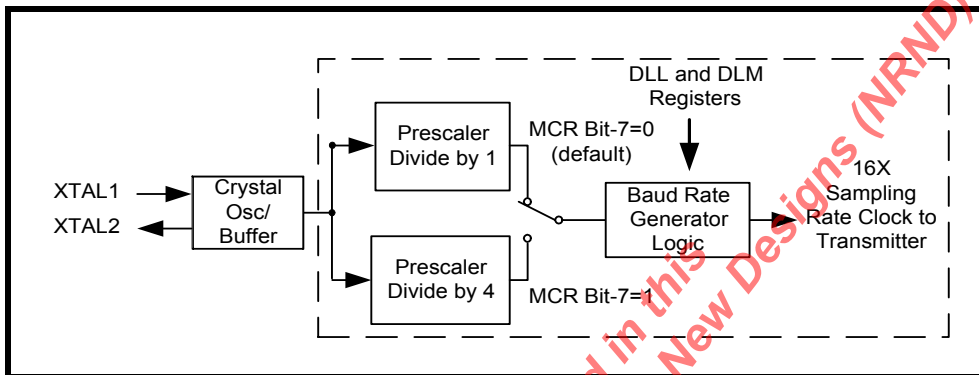 DLL and DLM
Registers
Prescaler
Divide by 1
MCR Bit-7=0
(default)
XTAL1
XTAL2
Crystal
Osc/
Buffer
Baud Rate
Generator
Logic
16X
Sampling
Rate Clock to
Transmitter
Prescaler
Divide by 4
MCR Bit-7=1
d in this
New Designs (NRND)